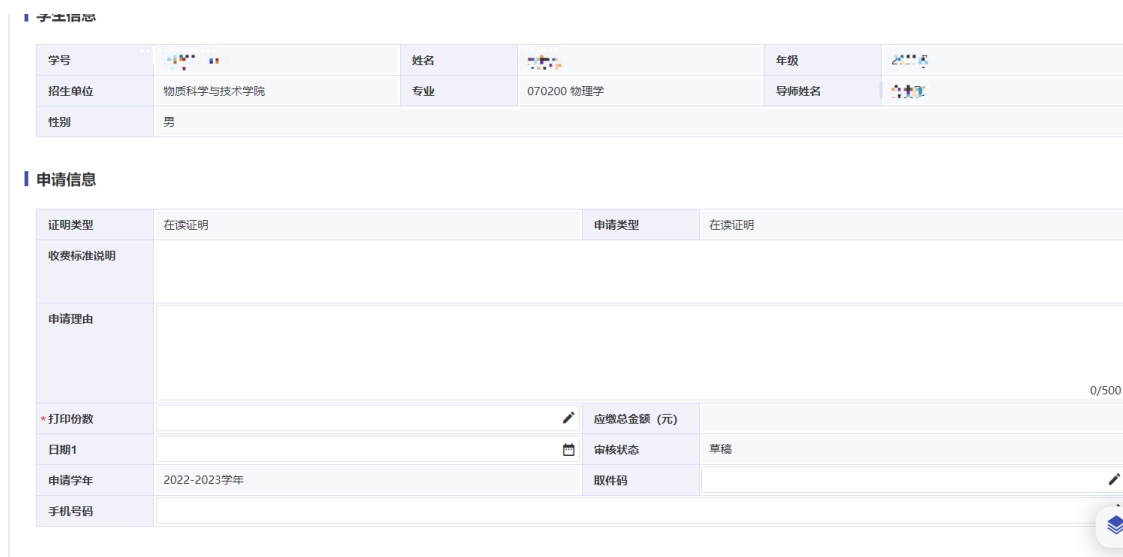 学生信息
学号 姓名 年级
招生单位 物质科学与技术学院 专业 070200 物理学 导师姓名
性别 男
申请信息
证明类型 在读证明 申请类型 在读证明
收费标准说明
申请理由
0/500
*打印份数 应缴总金额（元）
日期1 审核状态 草稿
申请学年 2022-2023学年 取件码
手机号码